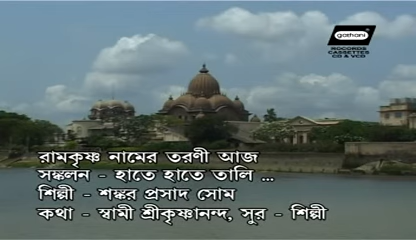 gathani
RECORDS
CASSETTES
CD & VCD
রামকৃষ্ণ নামের তরণী আজ
সঙ্কলন - হাতে হাতে তালি ...
শিল্পী - শঙ্কর প্রসাদ সোম
কথা - স্বামী শ্রীকৃষ্ণানন্দ, সুর - শিল্পী